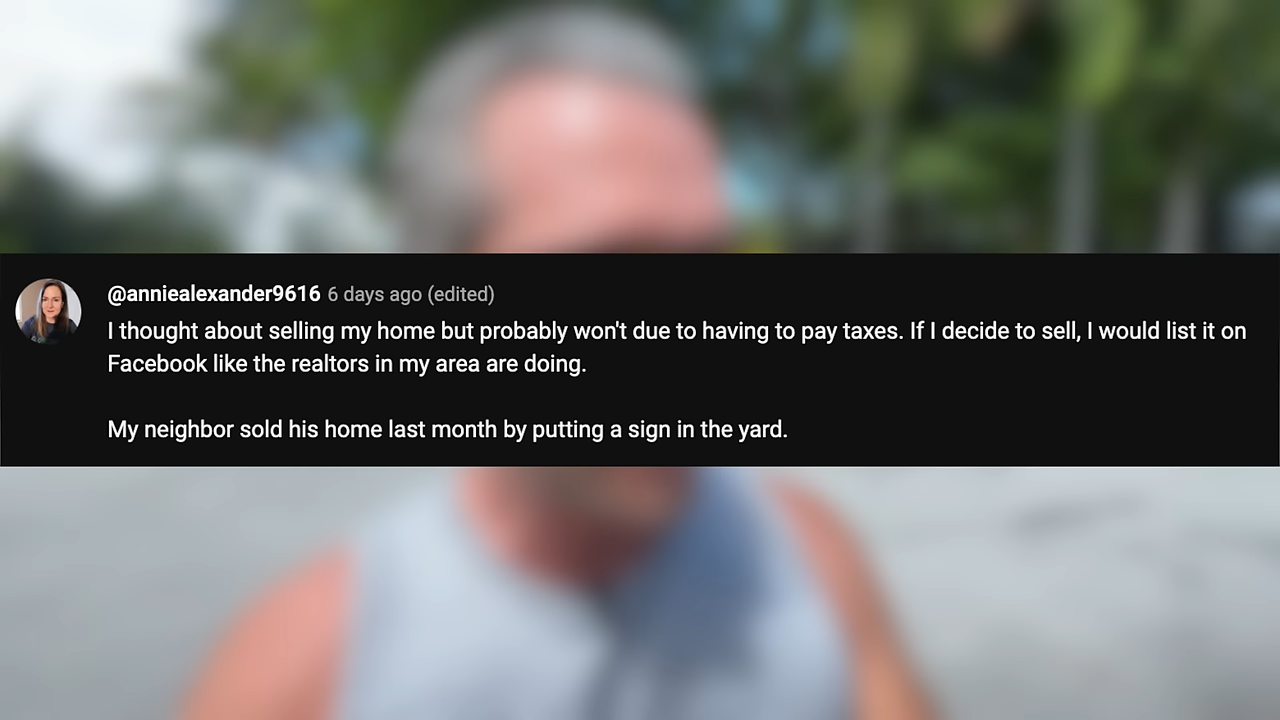 @anniealexander9616 6 days ago (edited)
I thought about selling my home but probably won't due to having to pay taxes. If I decide to sell, I would list it on
Facebook like the realtors in my area are doing.
My neighbor sold his home last month by putting a sign in the yard.